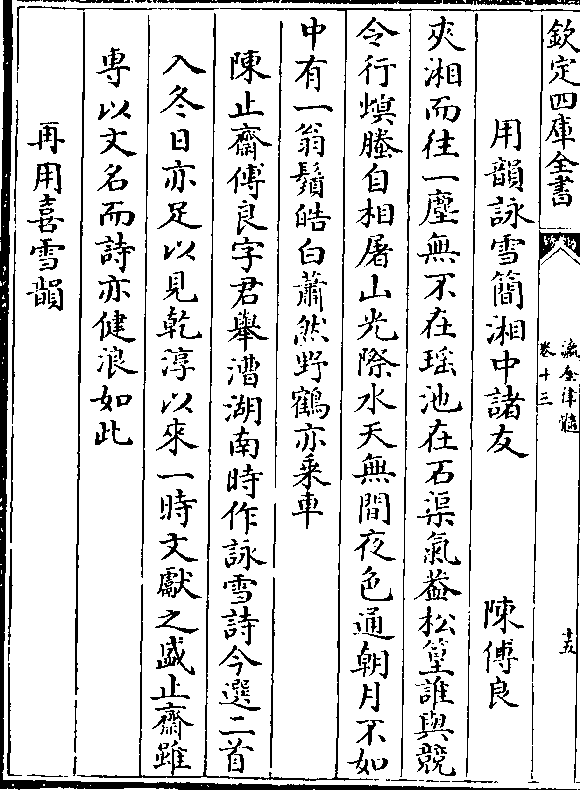 欽定四庫全書
瀛奎律髓
卷十三
十五
用韻詠雪簡湘中諸友
陳傅良
夾湘而往一塵無不在瑤池在石渠氣葢松篁誰與競
令行螟螣自相屠山光際水天無間夜色通朝月不如
中有一翁鬚皓白蕭然野鶴亦乗車
陳止齋傅良字君舉漕湖南時作詠雪詩今選二首
入冬日亦足以見乾淳以來一時文獻之盛止齋雖
専以文名而詩亦健浪如此
再用喜雪韻